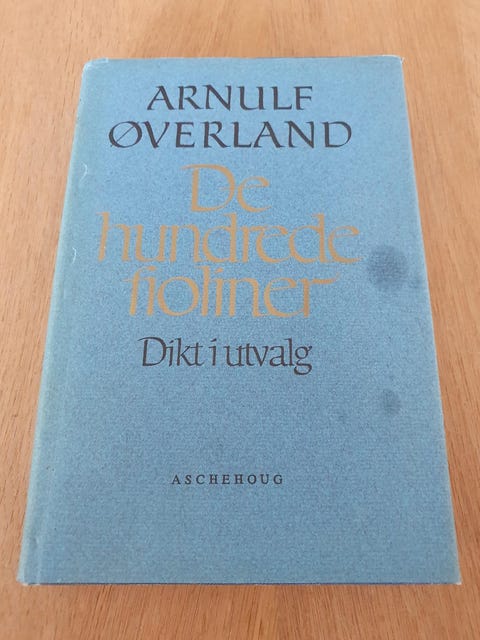 ARNULF
ØVERLAND
De
hundrede
fioliner
Dikt i utvalg
ASCHEHOUG